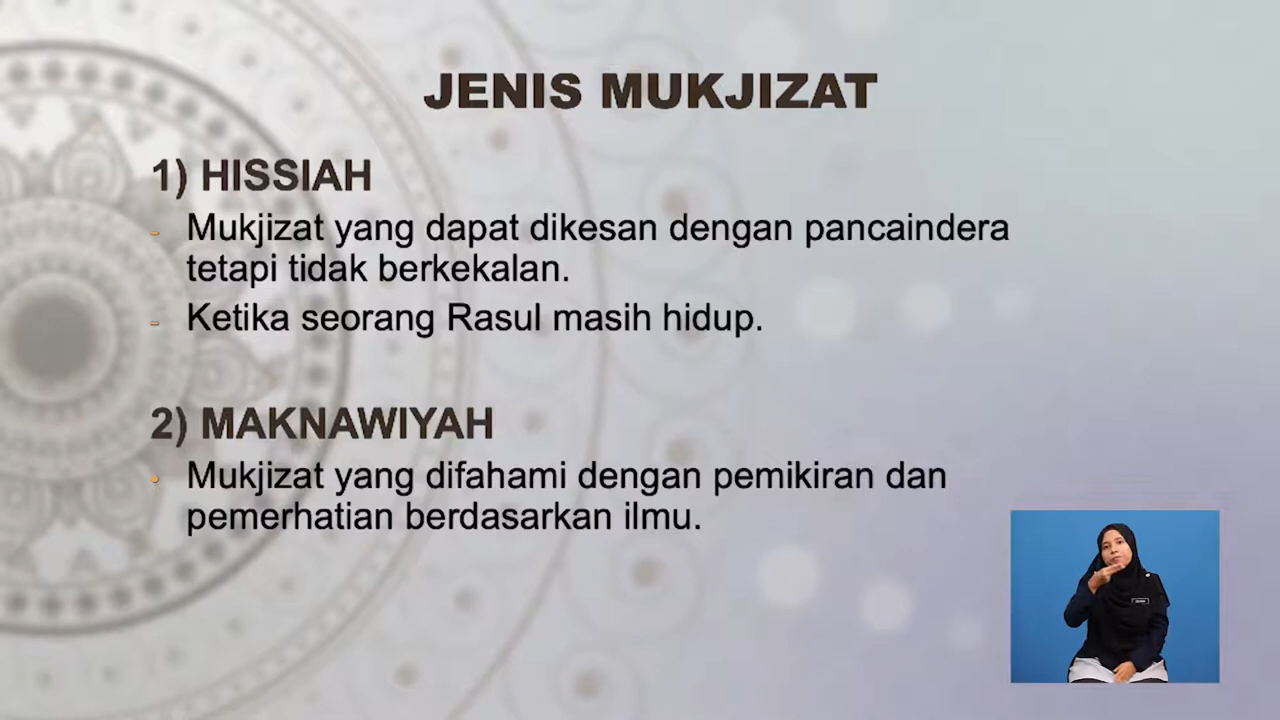 JENIS MUKJIZAT
1) HISSIAH
- Mukjizat yang dapat dikesan dengan pancaindera
tetapi tidak berkekalan.
- Ketika seorang Rasul masih hidup.
2) MAKNAWIYAH
• Mukjizat yang difahami dengan pemikiran dan
pemerhatian berdasarkan ilmu.